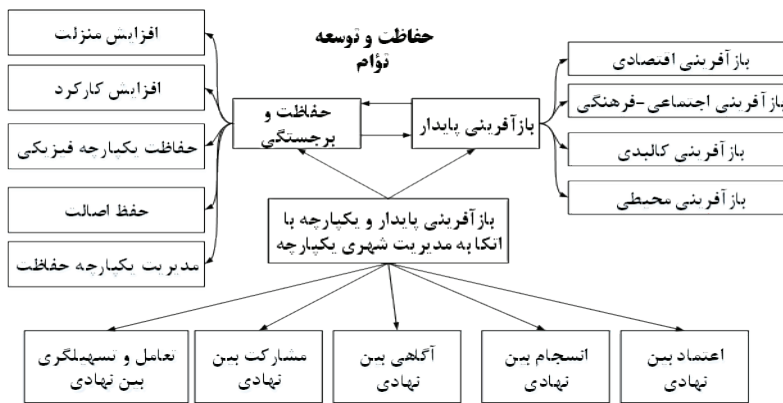 حفاظت و توسعه
توٌام
بازآفرینی اقتصادی
بازآفرینی اجتماعی-فرهنگی
بازآفرینی کالبدی
بازآفرینی محیطی
بازآفرینی پایدار
حفاظت و
برجستگی
افزایش منزلت
افزایش کارکرد
حفاظت یکپارچه فیزیکی
حفظ اصالت
مدیریت یکپارچه حفاظت
بازآفرینی پایدار و یکپارچه با
اتکا به مدیریت شهری یکپارچه
اعتماد بین
نهادی
انسجام بین
نهادی
آگاهی بین
نهادی
مشارکت بین
نهادی
تعامل و تسهیلگری
بین نهادی